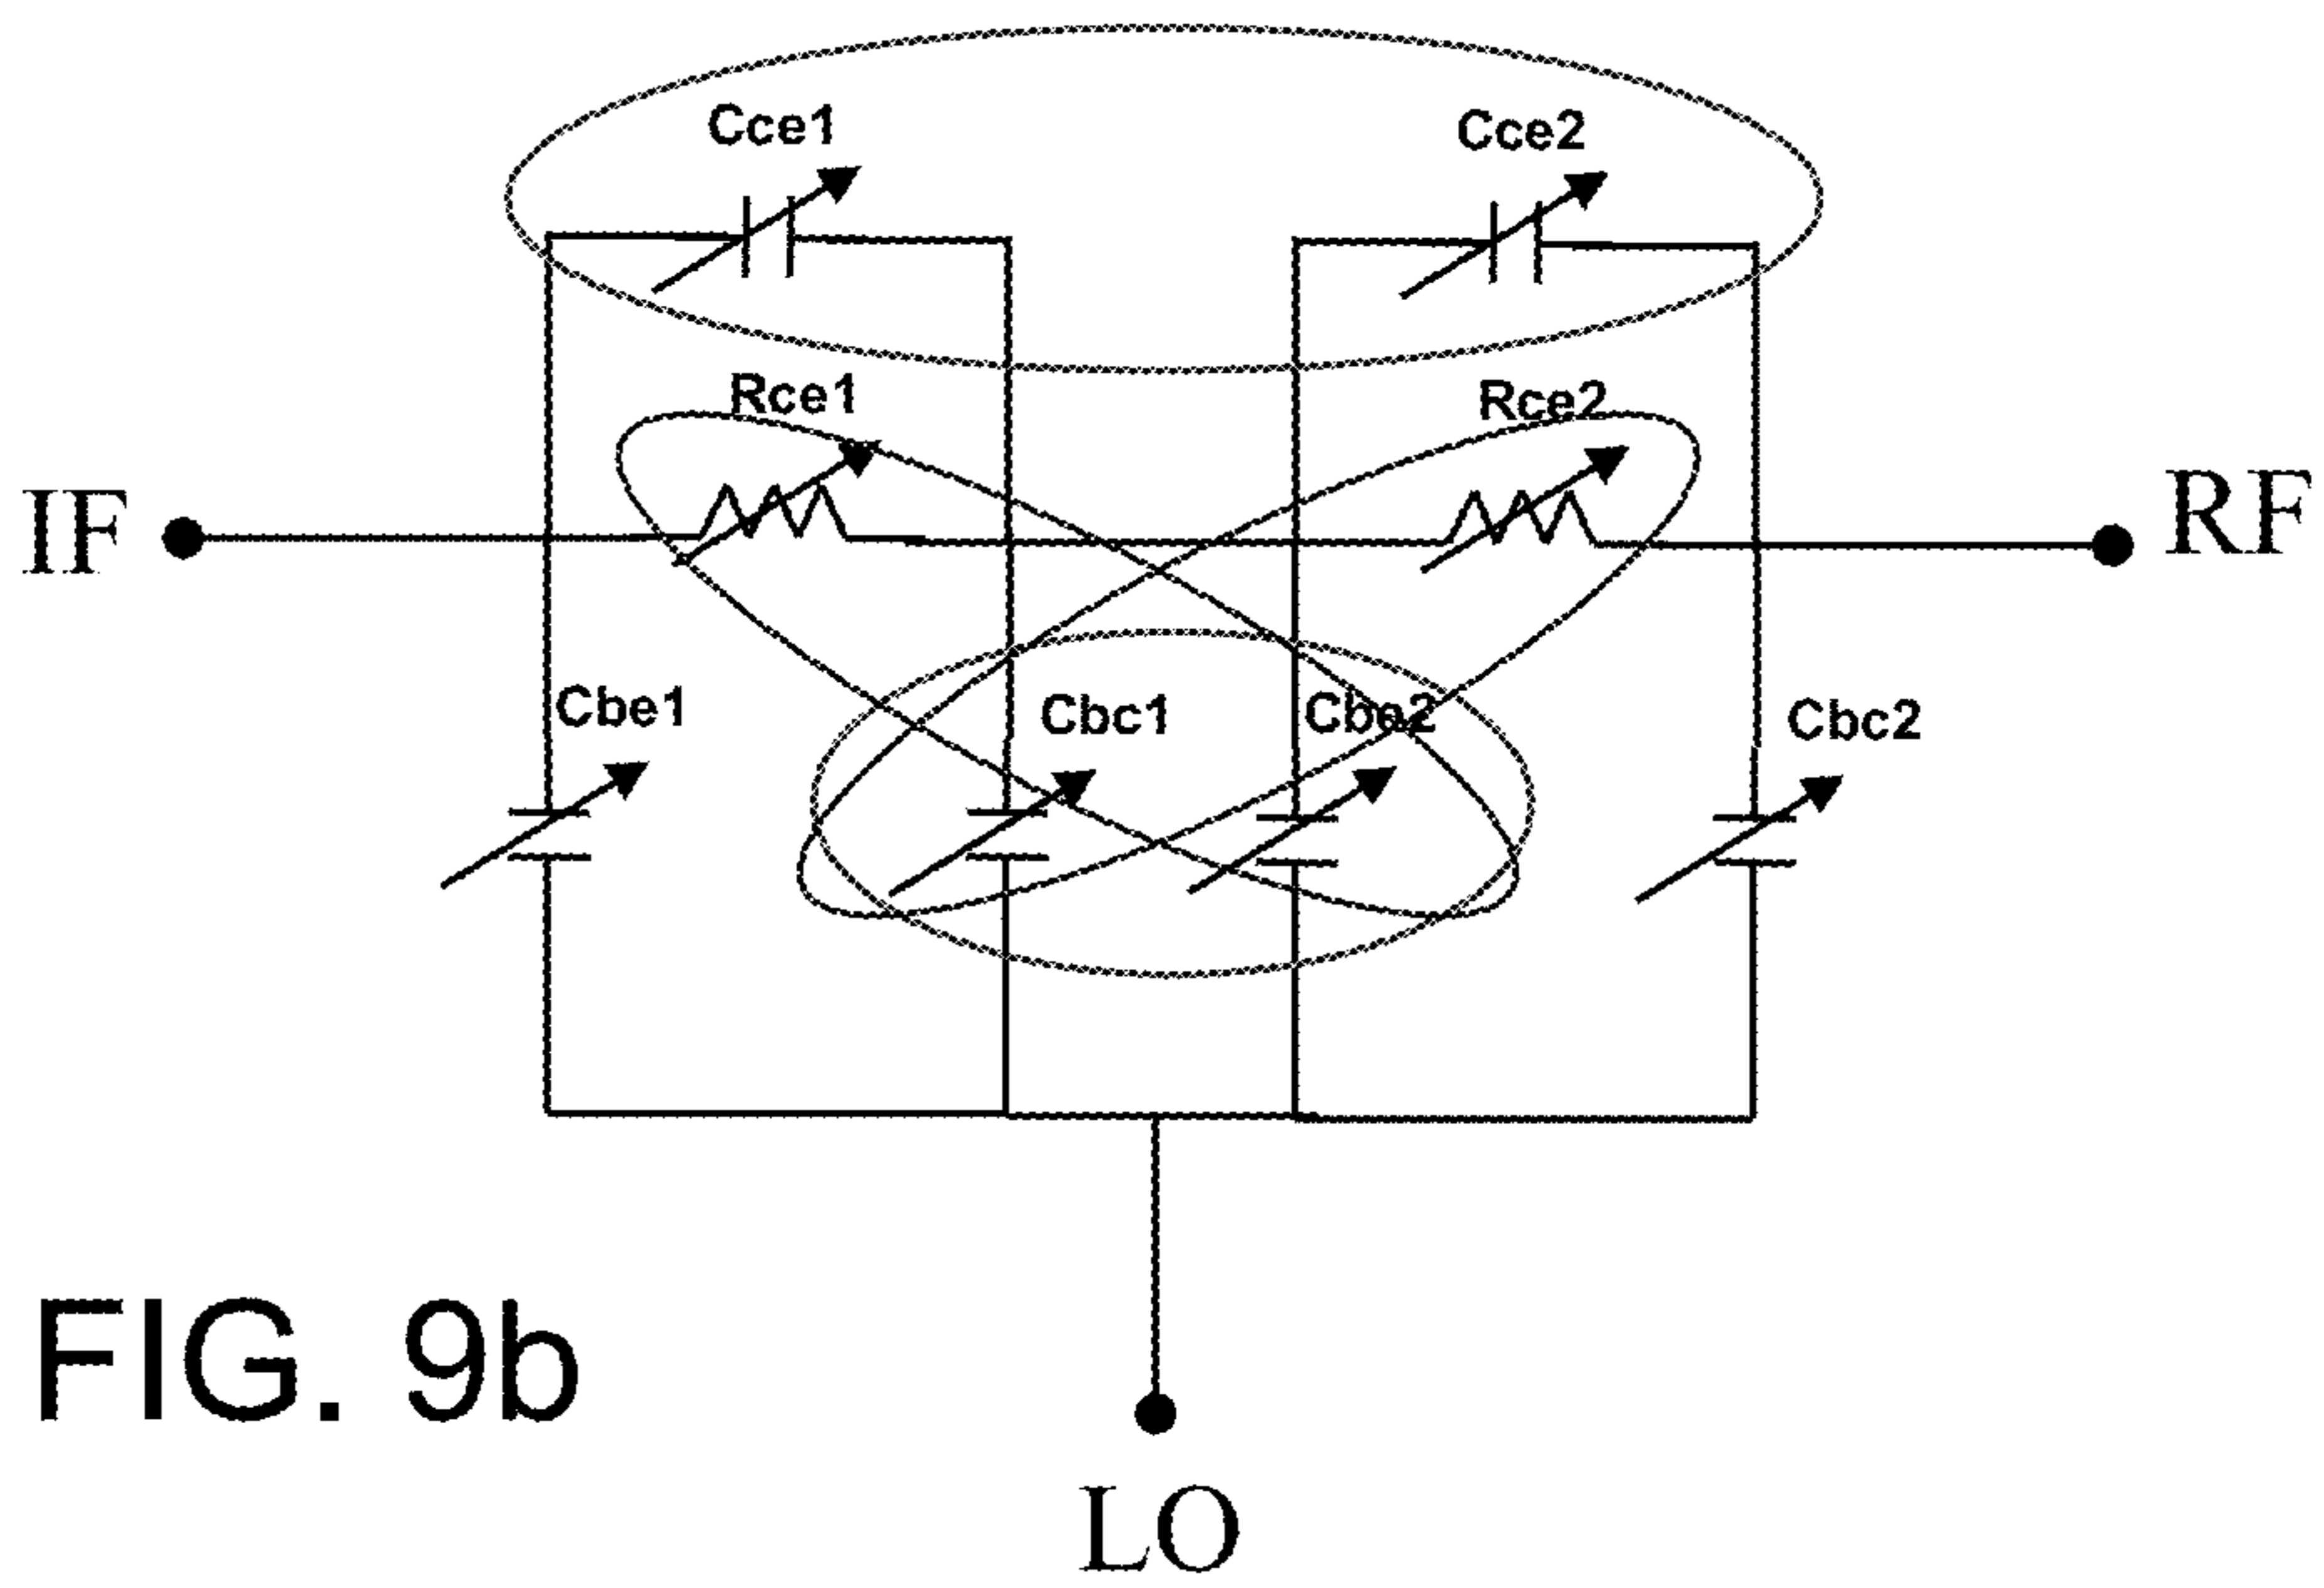 Cce1 Cce2
Rce1 Rce2
IF RF
Cbe1 Cbc1 Cbe2 Cbc2
FIG. 9b
LO